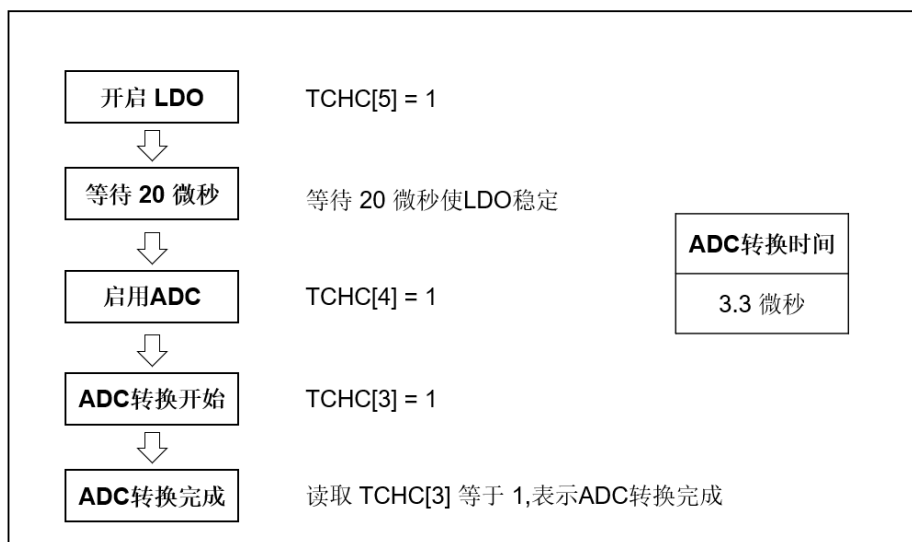 开启 LDO
TCHC[5] = 1
等待 20 微秒
等待 20 微秒使LDO稳定
启用ADC
TCHC[4] = 1
ADC转换开始
TCHC[3] = 1
ADC转换完成
读取 TCHC[3] 等于 1,表示ADC转换完成
ADC转换时间
3.3 微秒